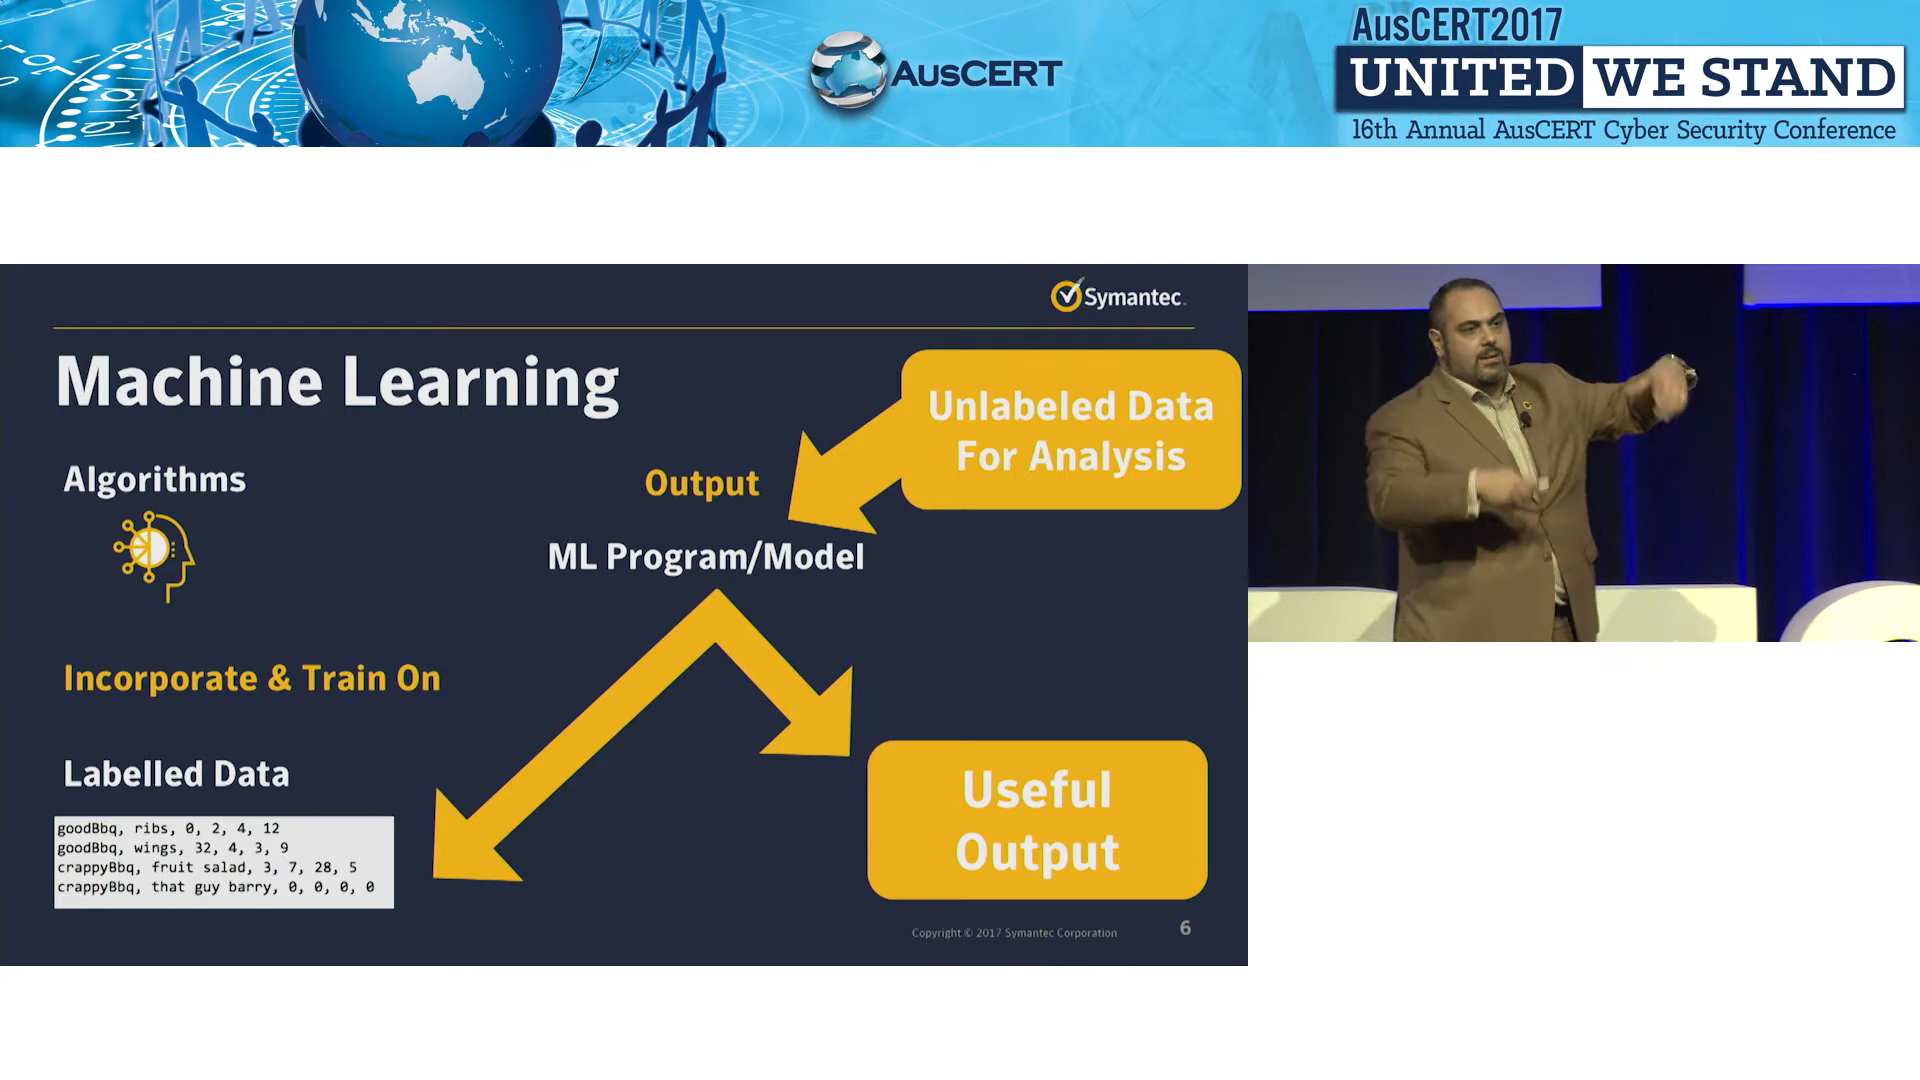 AusCERT
AusCERT2017
UNITED WE STAND
16th Annual AusCERT Cyber Security Conference
Symantec
Machine Learning
Algorithms
Incorporate & Train On
Labelled Data
goodBbq, ribs, 0, 2, 4, 12
goodBbq, wings, 32, 4, 3, 9
crappyBbq, fruit salad, 3, 7, 28, 5
crappyBbq, that guy barry, 0, 0, 0, 0
Output
ML Program/Model
Unlabeled Data
For Analysis
Useful
Output
Copyright © 2017 Symantec Corporation
6